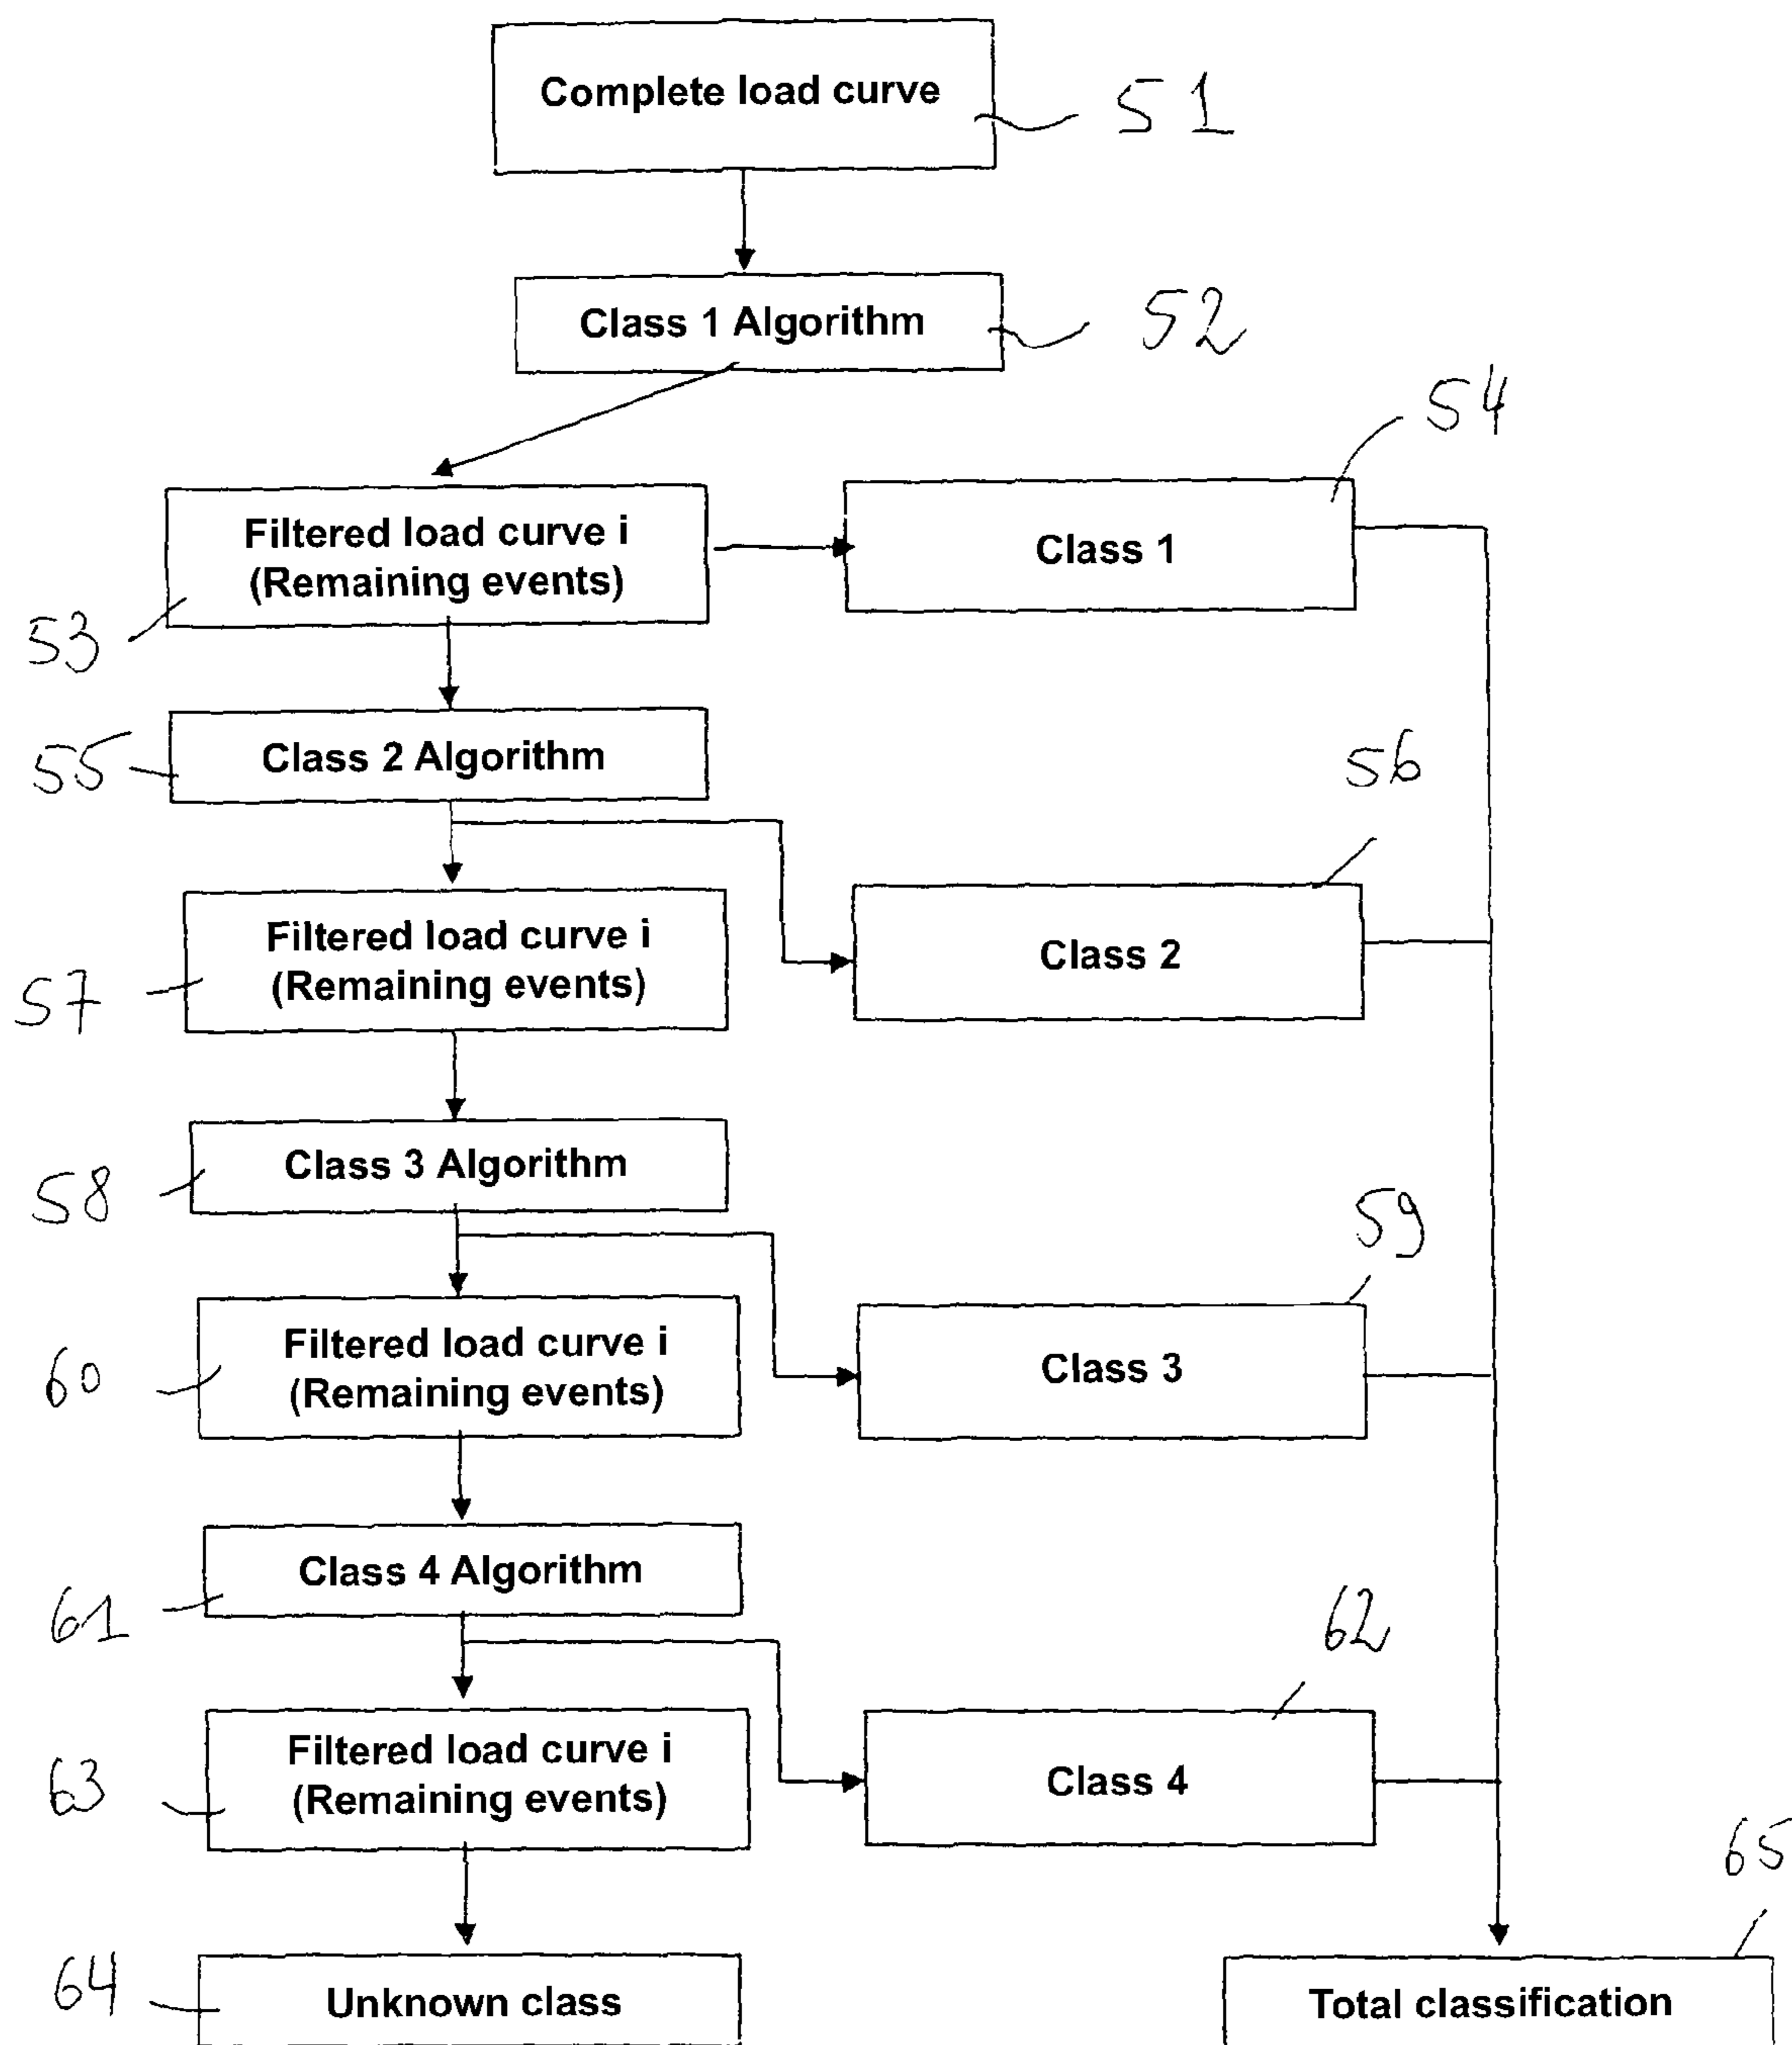 Complete load curve
51
Class 1 Algorithm
52
54
Filtered load curve i
(Remaining events)
Class 1
53
Class 2 Algorithm
55
56
Filtered load curve i
(Remaining events)
Class 2
57
Class 3 Algorithm
58
59
Filtered load curve i
(Remaining events)
Class 3
60
Class 4 Algorithm
61
62
Filtered load curve i
(Remaining events)
Class 4
63
65
64
Unknown class
Total classification